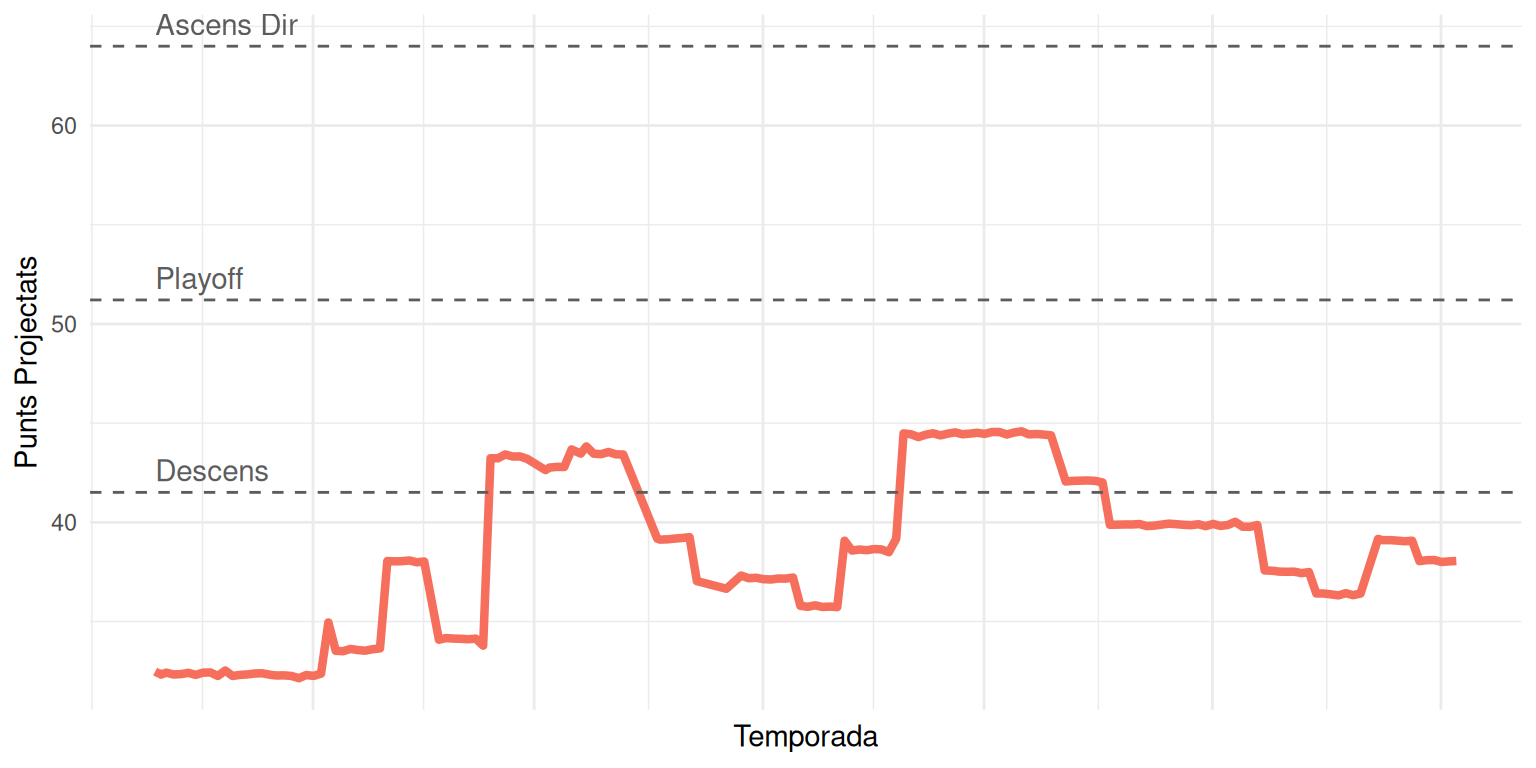 Ascens Dir
60
Playoff
50
Descens
40
Punts Projectats
Temporada